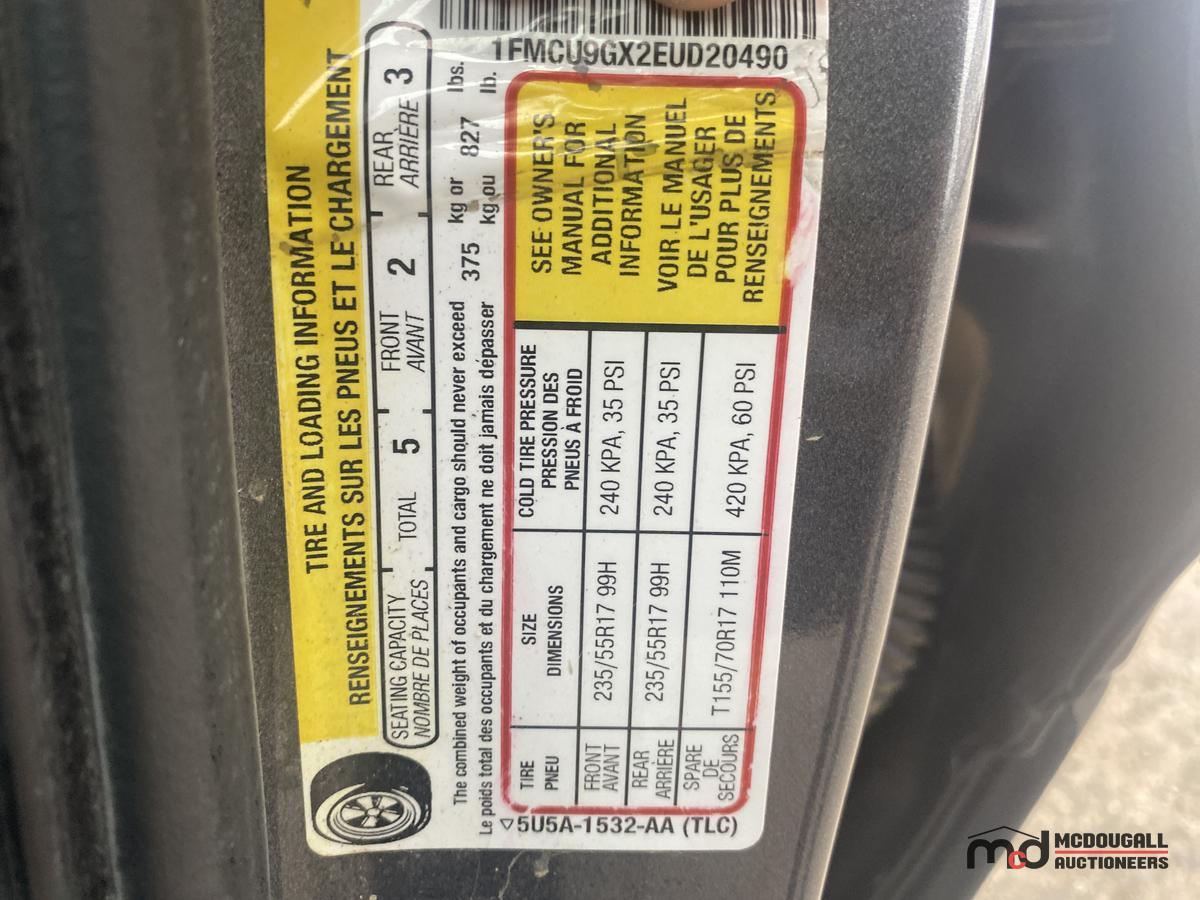 1FMCU9GX2EUD20490
TIRE AND LOADING INFORMATION
RENSEIGNEMENTS SUR LES PNEUS ET LE CHARGEMENT
SEATING CAPACITY TOTAL 5 FRONT 2 REAR 3
NOMBRE DE PLACES AVANT ARRIÈRE
The combined weight of occupants and cargo should never exceed 375 kg or 827 lbs.
Le poids total des occupants et du chargement ne doit jamais dépasser kg ou lb.
TIRE SIZE COLD TIRE PRESSURE
PNEU DIMENSIONS PRESSION DES
PNEUS À FROID
FRONT 235/55R17 99H 240 KPA, 35 PSI
AVANT
REAR 235/55R17 99H 240 KPA, 35 PSI
ARRIÈRE
SPARE T155/70R17 110M 420 KPA, 60 PSI
DE
SECOURS
SEE OWNER'S
MANUAL FOR
ADDITIONAL
INFORMATION
VOIR LE MANUEL
DE L'USAGER
POUR PLUS DE
RENSEIGNEMENTS
5U5A-1532-AA (TLC)
mcd MCDOUGALL
AUCTIONEERS